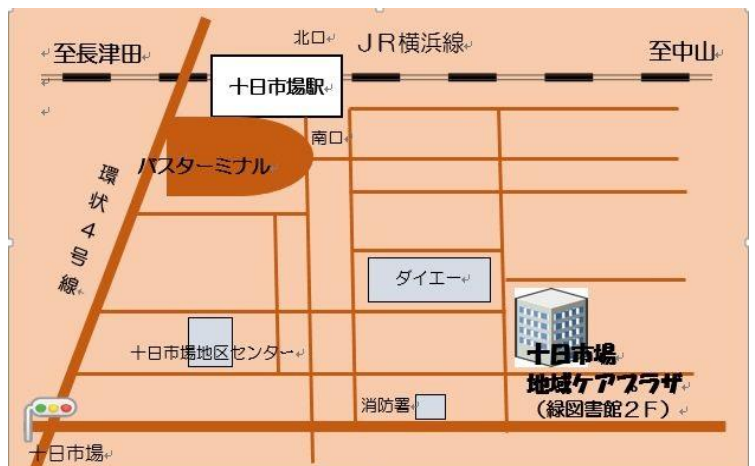 北口
JR横浜線
至長津田
至中山
十日市場駅
南口
バスターミナル
環状4号線
ダイエー
十日市場地区センター
十日市場
地域ケアプラザ
(緑図書館2F)
消防署
十日市場